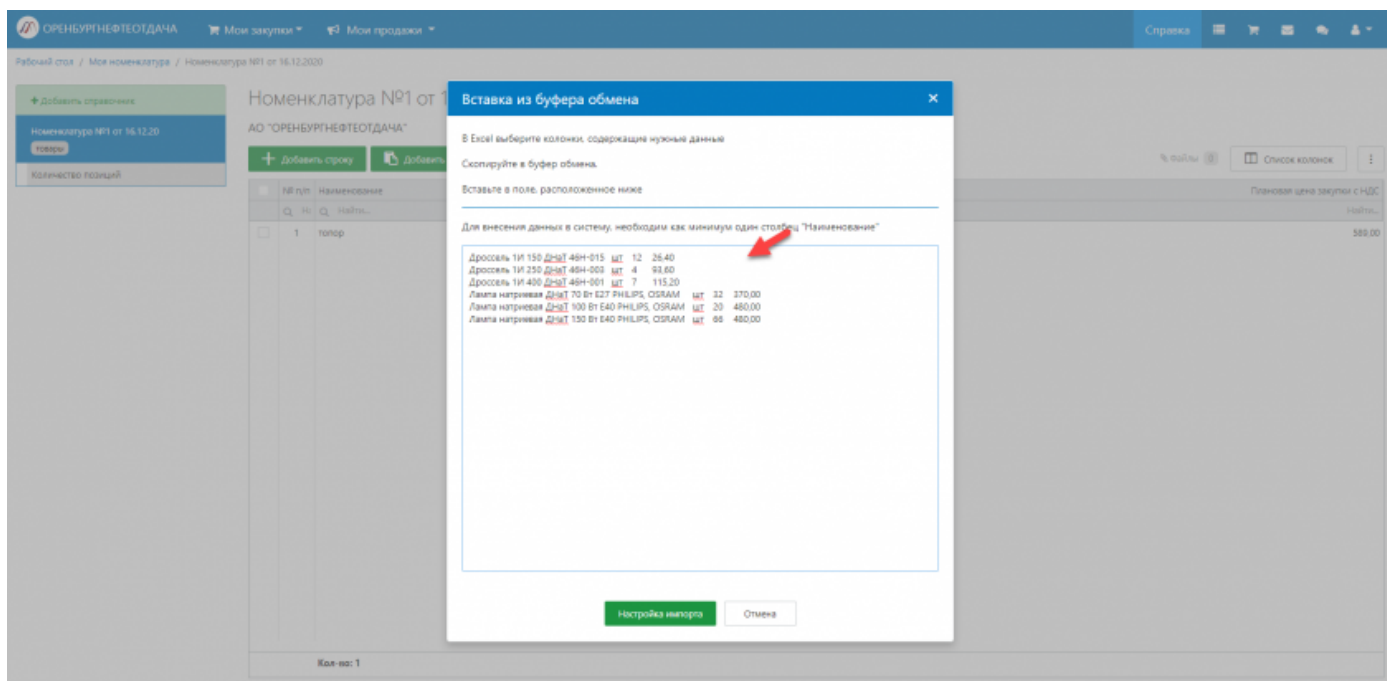 ОРЕНБУРГНЕФТЕОТДАЧА Мои закупки Мои продажи Справка
Рабочий стол / Моя номенклатура / Номенклатура №1 от 16.12.2020
+ Добавить справочник
Номенклатура №1 от 16.12.20
товары
Количество позиций
Номенклатура №1 от 1
АО "ОРЕНБУРГНЕФТЕОТДАЧА"
+ Добавить строку Добавить
Файлы 0 Список колонок
№ п/п Наименование Плановая цена закупки с НДС
Найти... Найти...
1 топор 589,00
Вставка из буфера обмена ×
В Excel выберите колонки, содержащие нужные данные
Скопируйте в буфер обмена.
Вставьте в поле, расположенное ниже
Для внесения данных в систему, необходим как минимум один столбец "Наименование"
Дроссель 1И 150 ДНаТ 46Н-015 шт 12 26,40
Дроссель 1И 250 ДНаТ 46Н-003 шт 4 93,60
Дроссель 1И 400 ДНаТ 46Н-001 шт 7 115,20
Лампа натриевая ДНаТ 70 Вт Е27 PHILIPS, OSRAM шт 32 370,00
Лампа натриевая ДНаТ 100 Вт Е40 PHILIPS, OSRAM шт 20 480,00
Лампа натриевая ДНаТ 150 Вт Е40 PHILIPS, OSRAM шт 66 480,00
Настройка импорта Отмена
Кол-во: 1